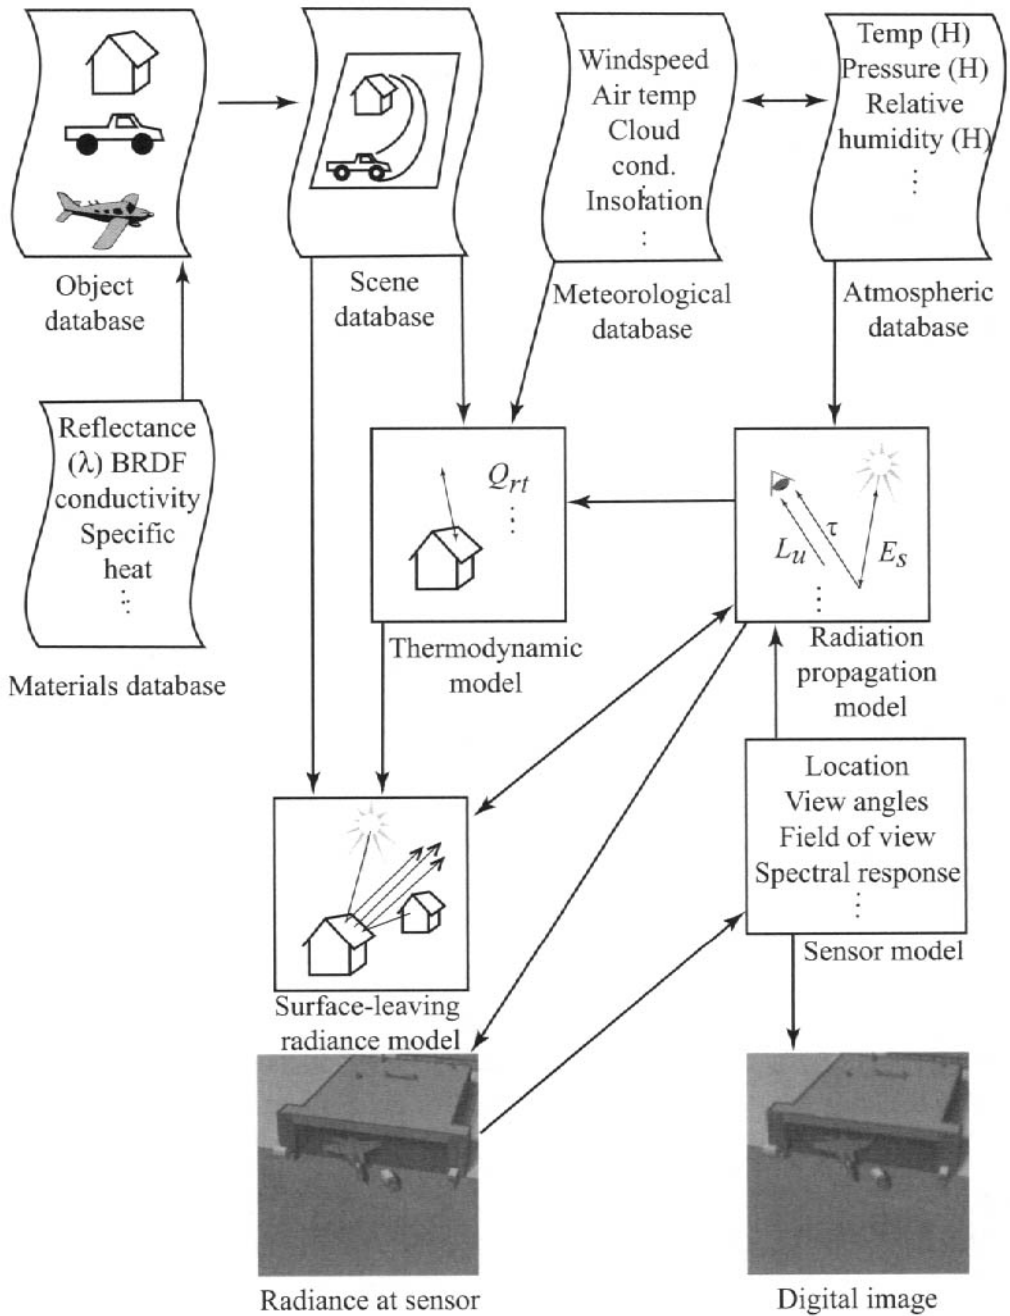 Temp (H)
Pressure (H)
Relative
humidity (H)
⋮
Windspeed
Air temp
Cloud
cond.
Insolation
⋮
Object
database
Scene
database
Meteorological
database
Atmospheric
database
Reflectance
(λ) BRDF
conductivity
Specific
heat
⋮
Materials database
Q_rt
⋮
Thermodynamic
model
L_u
τ
E_s
⋮
Radiation
propagation
model
Location
View angles
Field of view
Spectral response
⋮
Sensor model
Surface-leaving
radiance model
Radiance at sensor
Digital image